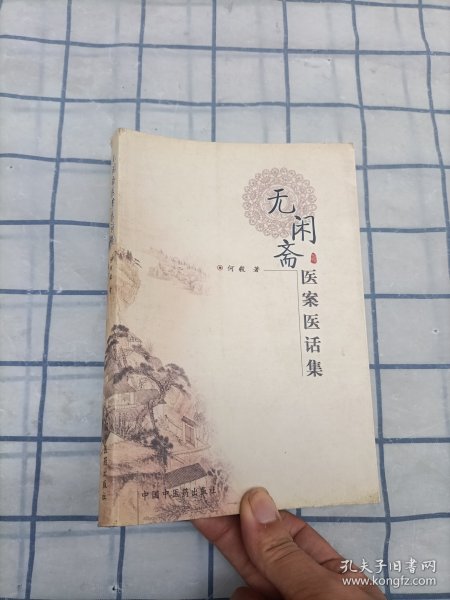 无闲斋
医案医话集
何毅 著
中国中医药出版社
孔夫子旧书网
www.kongfz.com